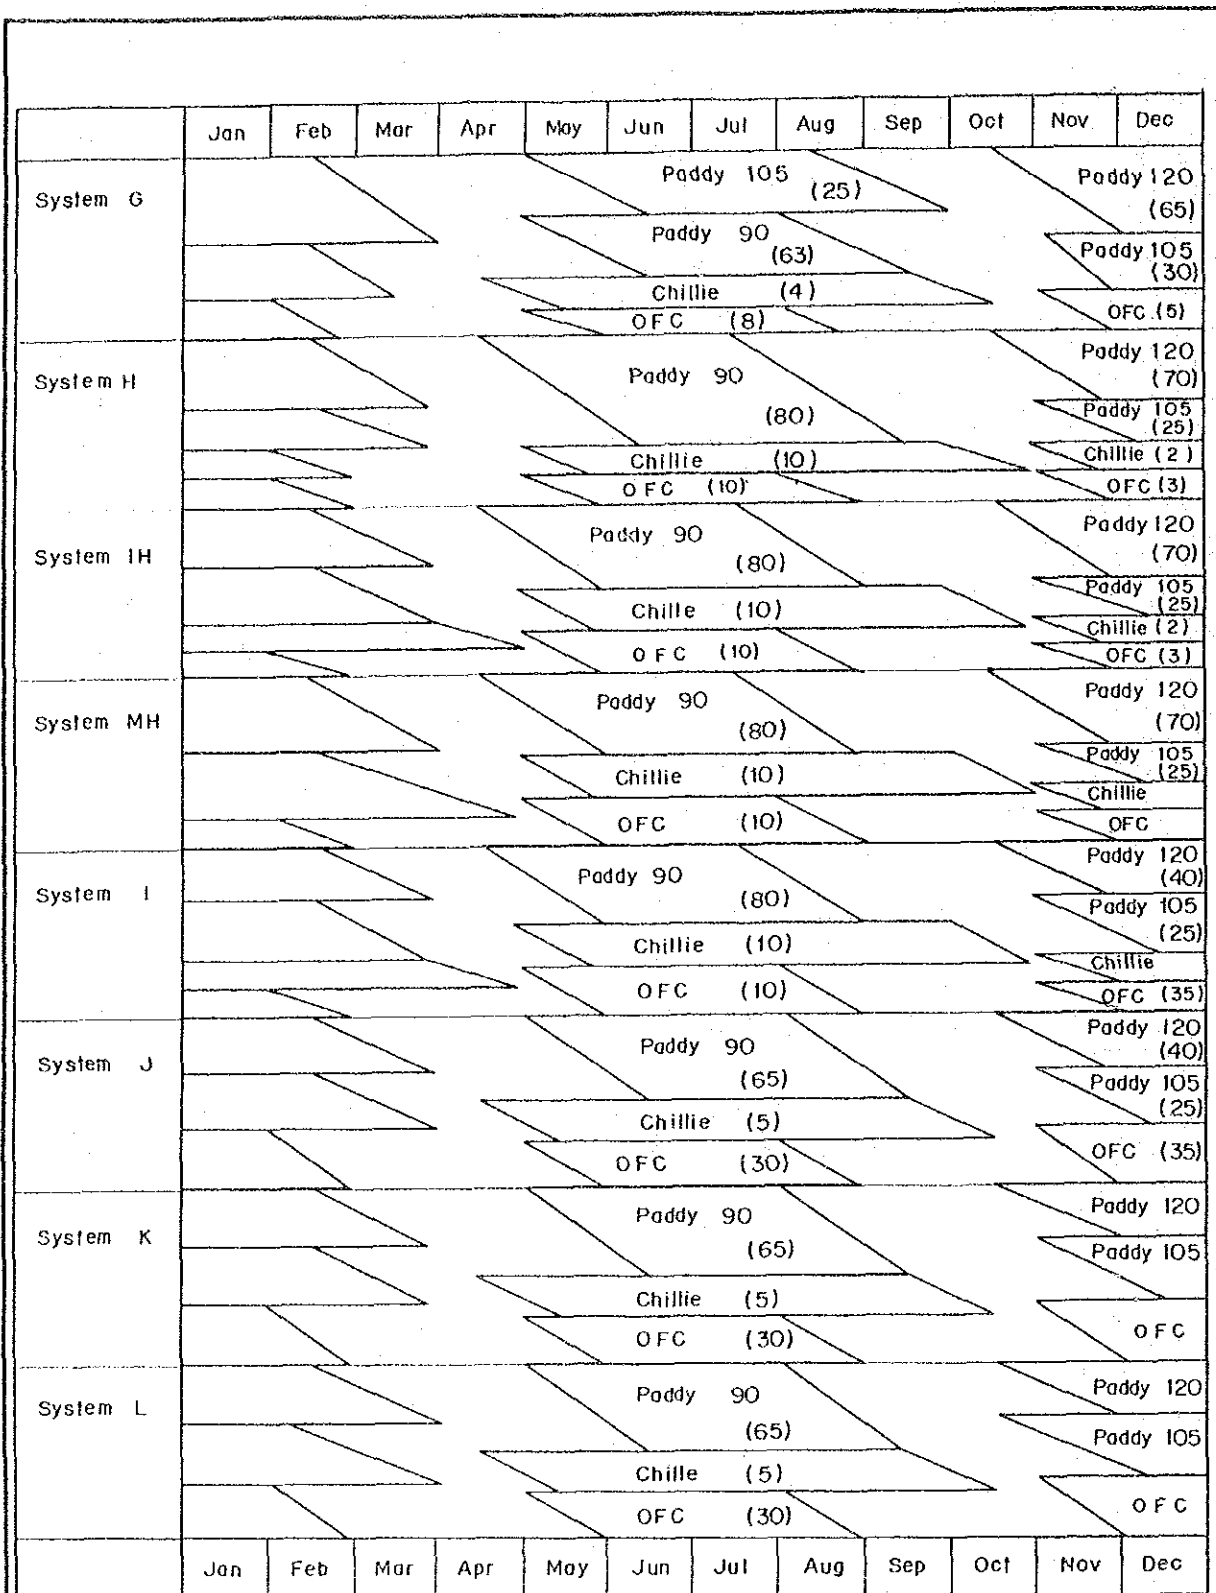 Jan Feb Mar Apr May Jun Jul Aug Sep Oct Nov Dec
System G
Paddy 105
(25)
Paddy 120
(65)
Paddy 90
(63)
Paddy 105
(30)
Chillie (4)
OFC (8)
OFC (5)
System H
Paddy 90
(80)
Paddy 120
(70)
Paddy 105
(25)
Chillie (10)
Chillie (2)
OFC (10)
OFC (3)
System IH
Paddy 90
(80)
Paddy 120
(70)
Paddy 105
(25)
Chille (10)
Chillie (2)
OFC (10)
OFC (3)
System MH
Paddy 90
(80)
Paddy 120
(70)
Paddy 105
(25)
Chillie (10)
Chillie
OFC (10)
OFC
System I
Paddy 90
(80)
Paddy 120
(40)
Paddy 105
(25)
Chillie (10)
Chillie
OFC (10)
OFC (35)
System J
Paddy 90
(65)
Paddy 120
(40)
Paddy 105
(25)
Chillie (5)
OFC (30)
OFC (35)
System K
Paddy 90
(65)
Paddy 120
Paddy 105
Chillie (5)
OFC (30)
OFC
System L
Paddy 90
(65)
Paddy 120
Paddy 105
Chille (5)
OFC (30)
OFC
Jan Feb Mar Apr May Jun Jul Aug Sep Oct Nov Dec